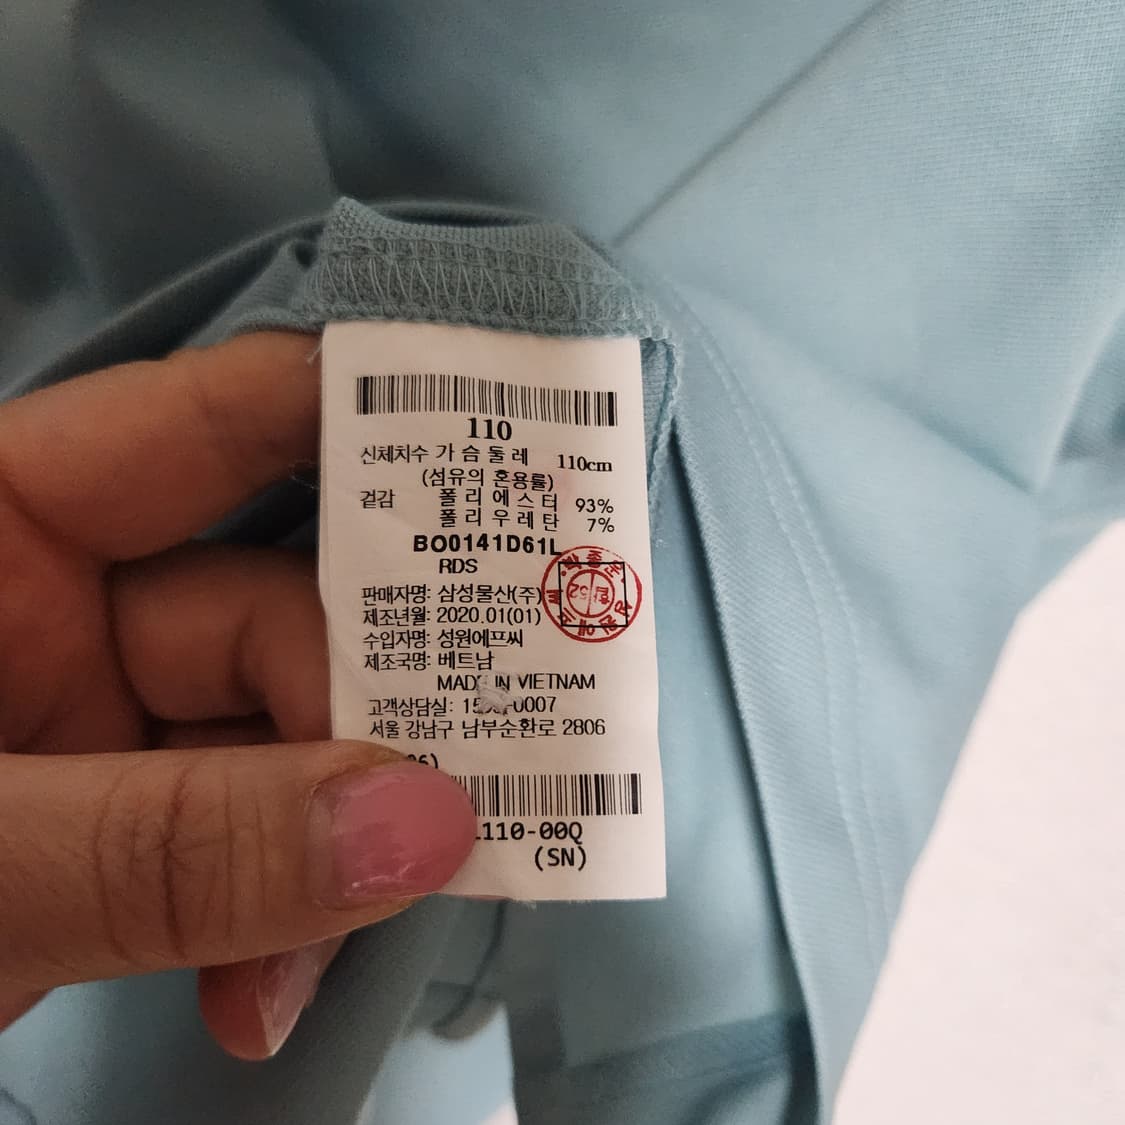 110
신체치수 가 슴 둘 레 110cm
(섬유의 혼용률)
겉감 폴 리 에 스 터 93%
폴 리 우 레 탄 7%
BO0141D61L
RDS
판매자명: 삼성물산(주)
제조년월: 2020.01(01)
수입자명: 성원에프씨
제조국명: 베트남
MADE IN VIETNAM
고객상담실:
서울 강남구 남부순환로 2806
110-00Q
(SN)